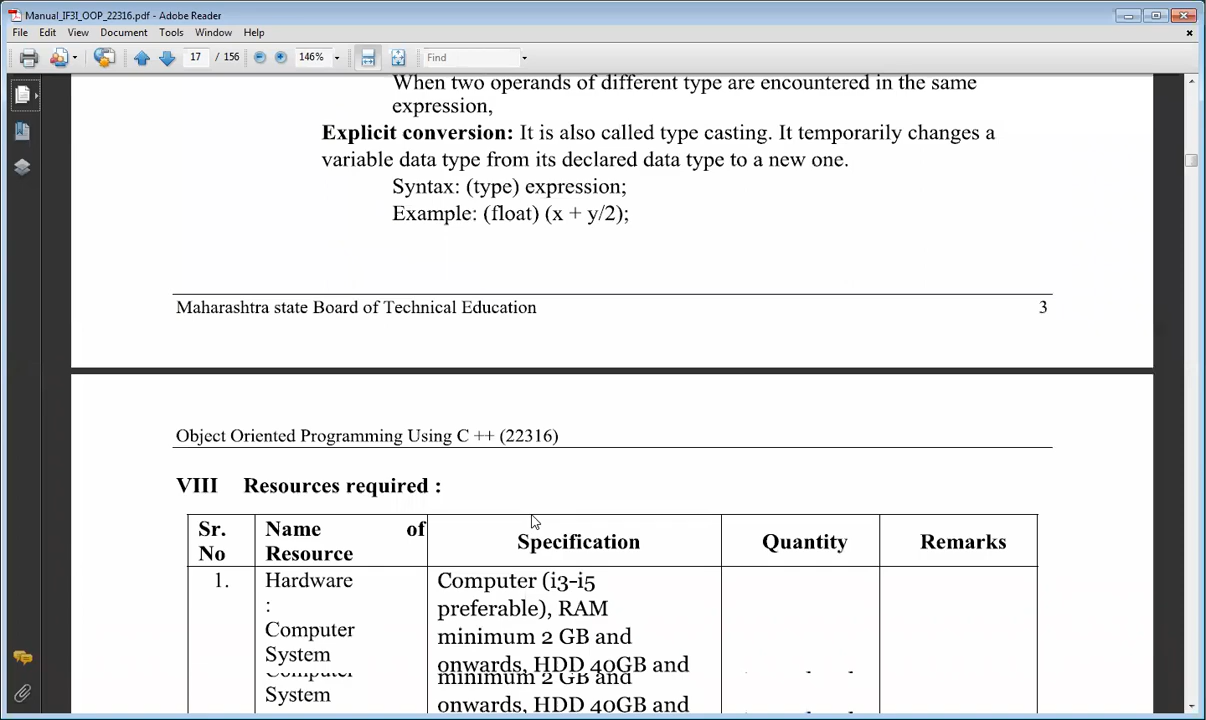 Manual_IF3I_OOP_22316.pdf - Adobe Reader
File Edit View Document Tools Window Help
17 / 156 146% Find
When two operands of different type are encountered in the same
expression,
Explicit conversion: It is also called type casting. It temporarily changes a
variable data type from its declared data type to a new one.
Syntax: (type) expression;
Example: (float) (x + y/2);
Maharashtra state Board of Technical Education 3
Object Oriented Programming Using C ++ (22316)
VIII Resources required :
Sr. No Name of Resource Specification Quantity Remarks
1. Hardware Computer (i3-i5
: preferable), RAM
Computer minimum 2 GB and
System onwards, HDD 40GB and
Computer minimum 2 GB and
System onwards, HDD 40GB and